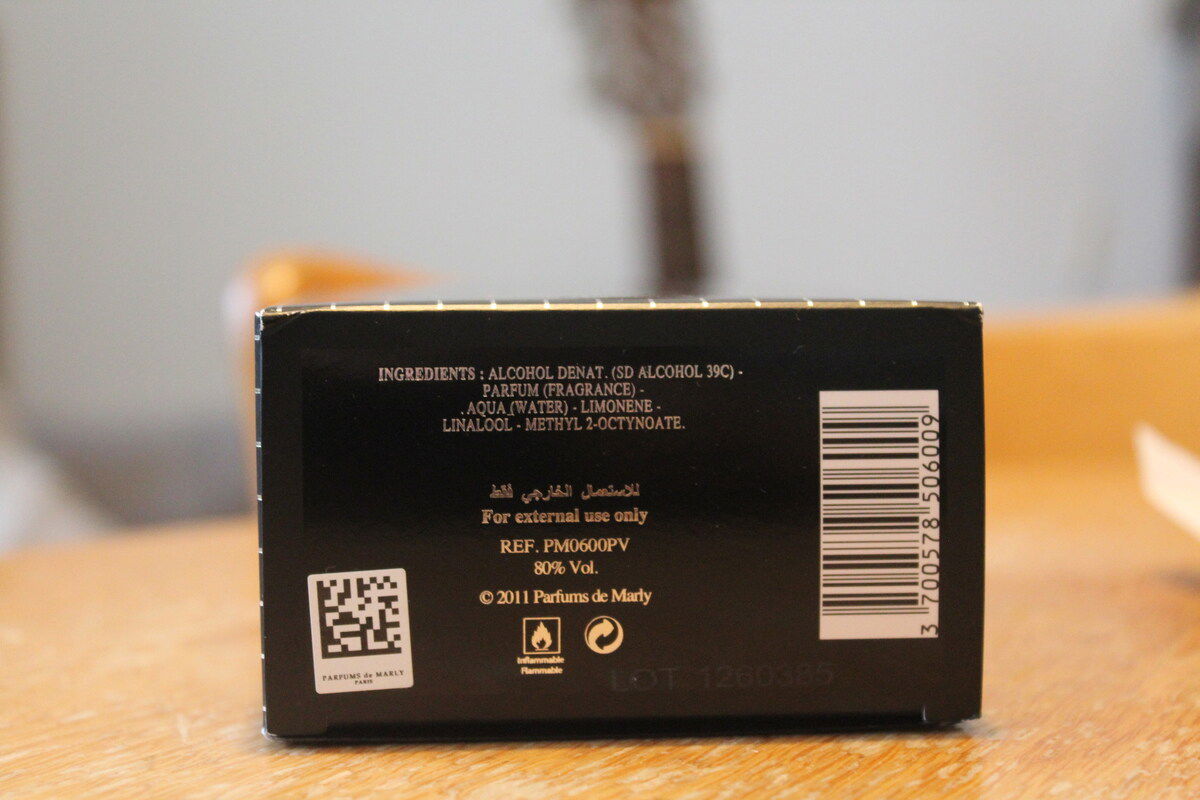 INGREDIENTS : ALCOHOL DENAT. (SD ALCOHOL 39C) -
PARFUM (FRAGRANCE) -
AQUA (WATER) - LIMONENE -
LINALOOL - METHYL 2-OCTYNOATE.
للاستعمال الخارجي فقط
For external use only
REF. PM0600PV
80% Vol.
© 2011 Parfums de Marly
Inflammable
Flammable
LOT
PARFUMS de MARLY
PARIS
3 700578 506009